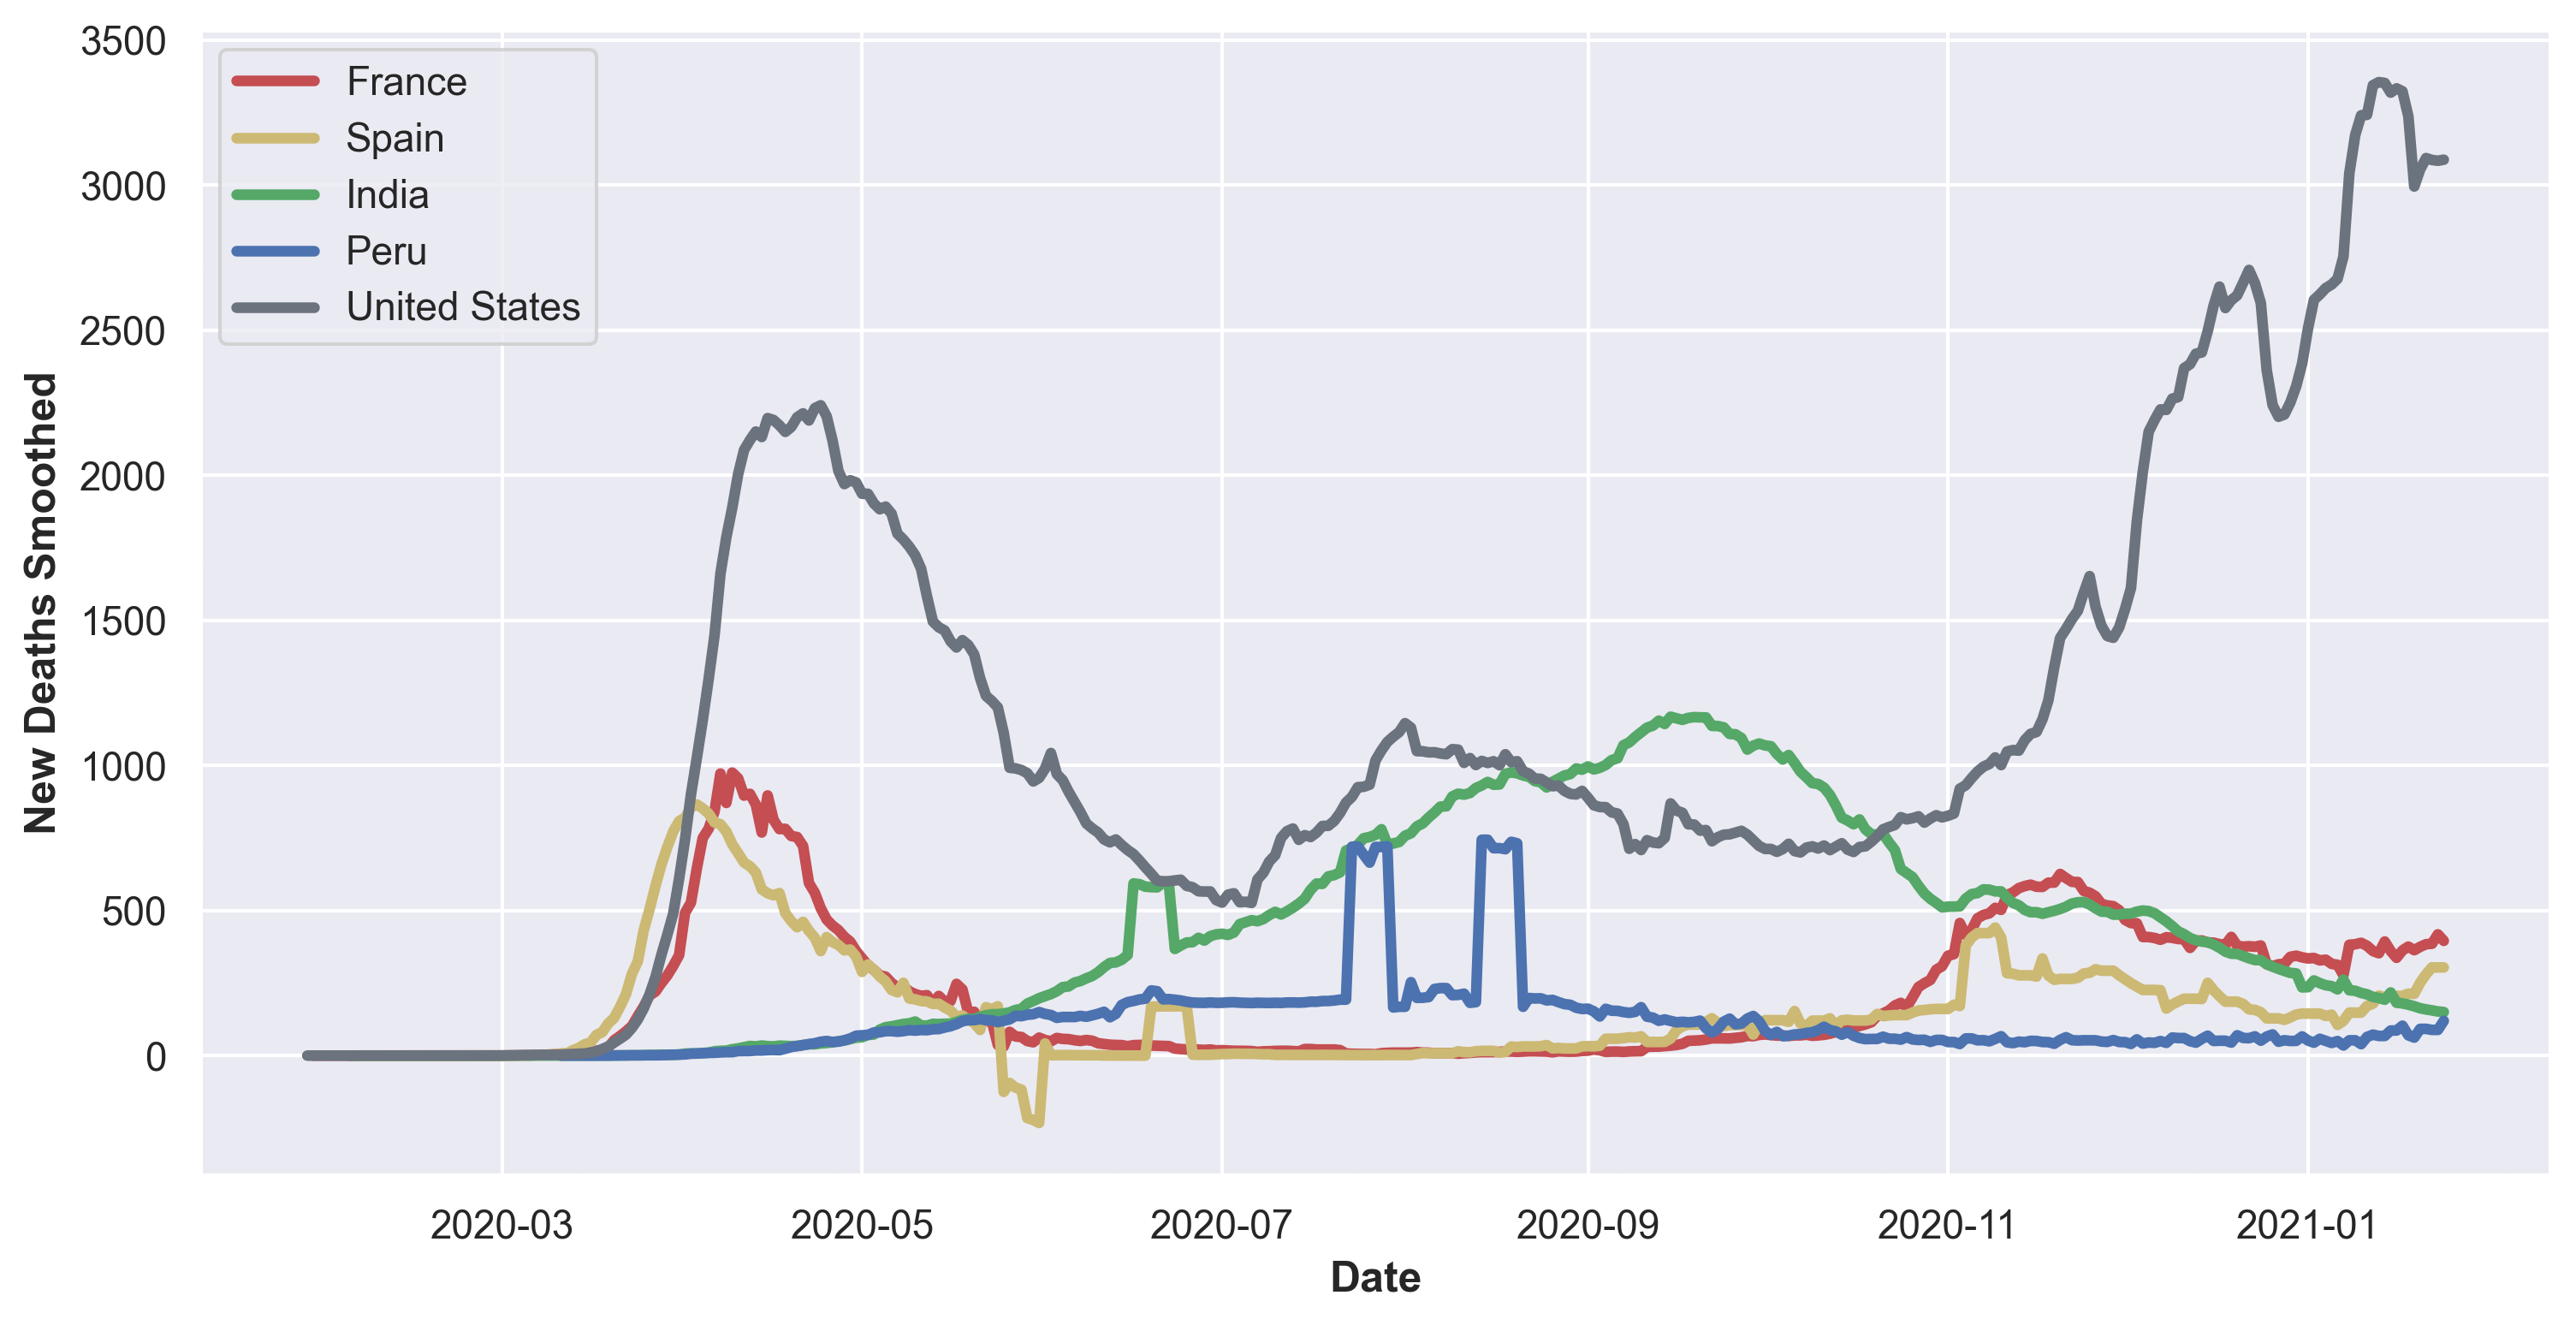 3500
3000
2500
2000
1500
1000
500
0
New Deaths Smoothed
France
Spain
India
Peru
United States
2020-03 2020-05 2020-07 2020-09 2020-11 2021-01
Date